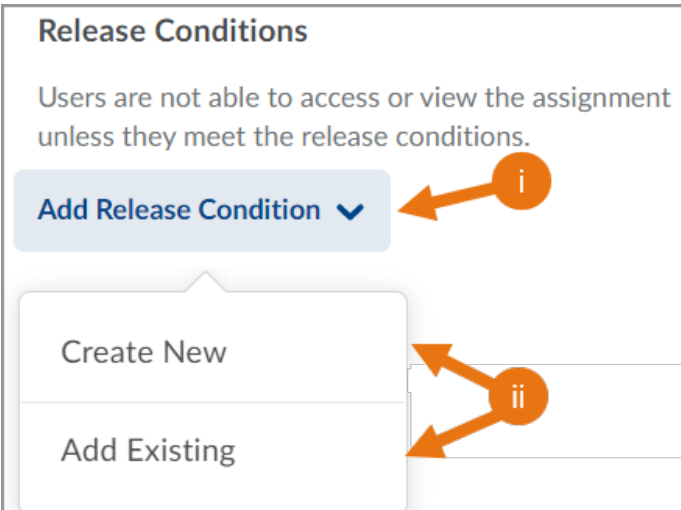 Release Conditions
Users are not able to access or view the assignment
unless they meet the release conditions.
Add Release Condition
i
Create New
ii
Add Existing